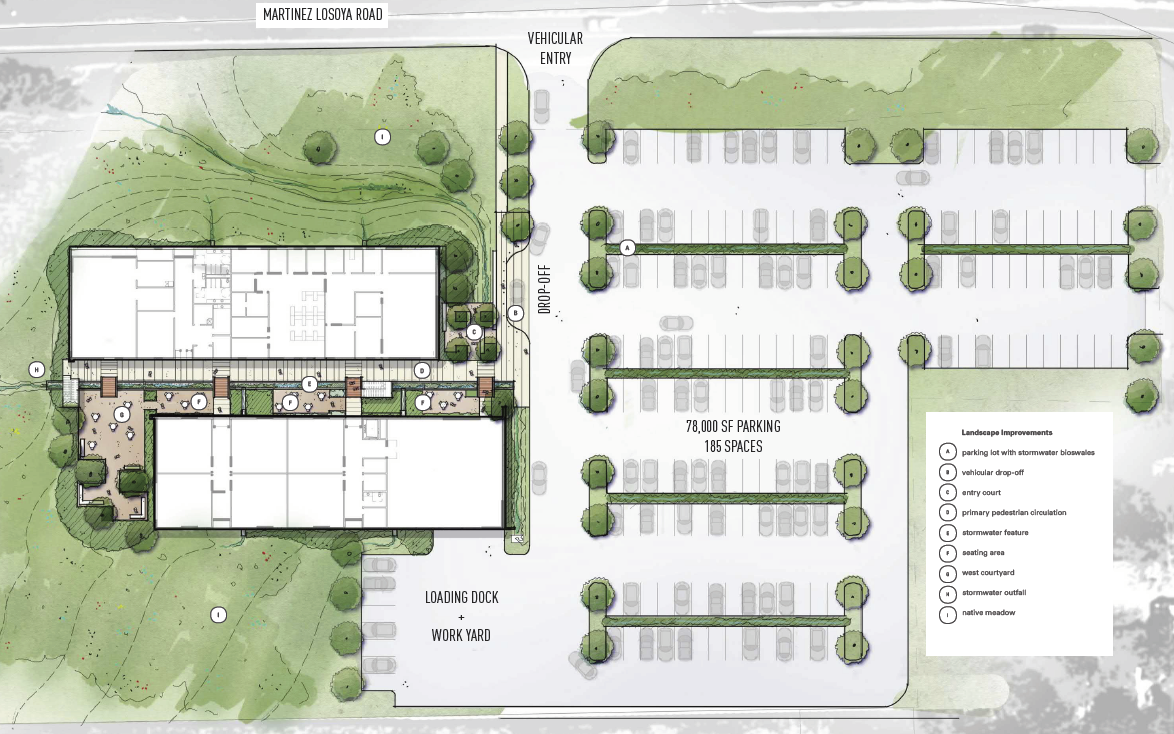 MARTINEZ LOSOYA ROAD
VEHICULAR
ENTRY
I
A
DROP-OFF
B
C
H
D
E
F
F
F
G
78,000 SF PARKING
185 SPACES
LOADING DOCK
+
WORK YARD
I
Landscape Improvements
A parking lot with stormwater bioswales
B vehicular drop-off
C entry court
D primary pedestrian circulation
E stormwater feature
F seating area
G west courtyard
H stormwater outfall
I native meadow